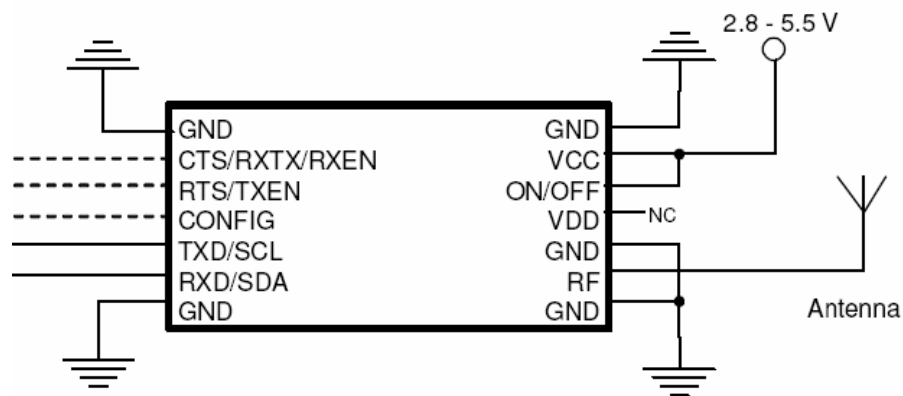 2.8 - 5.5 V
GND
CTS/RXTX/RXEN
RTS/TXEN
CONFIG
TXD/SCL
RXD/SDA
GND
GND
VCC
ON/OFF
VDD
NC
GND
RF
GND
Antenna